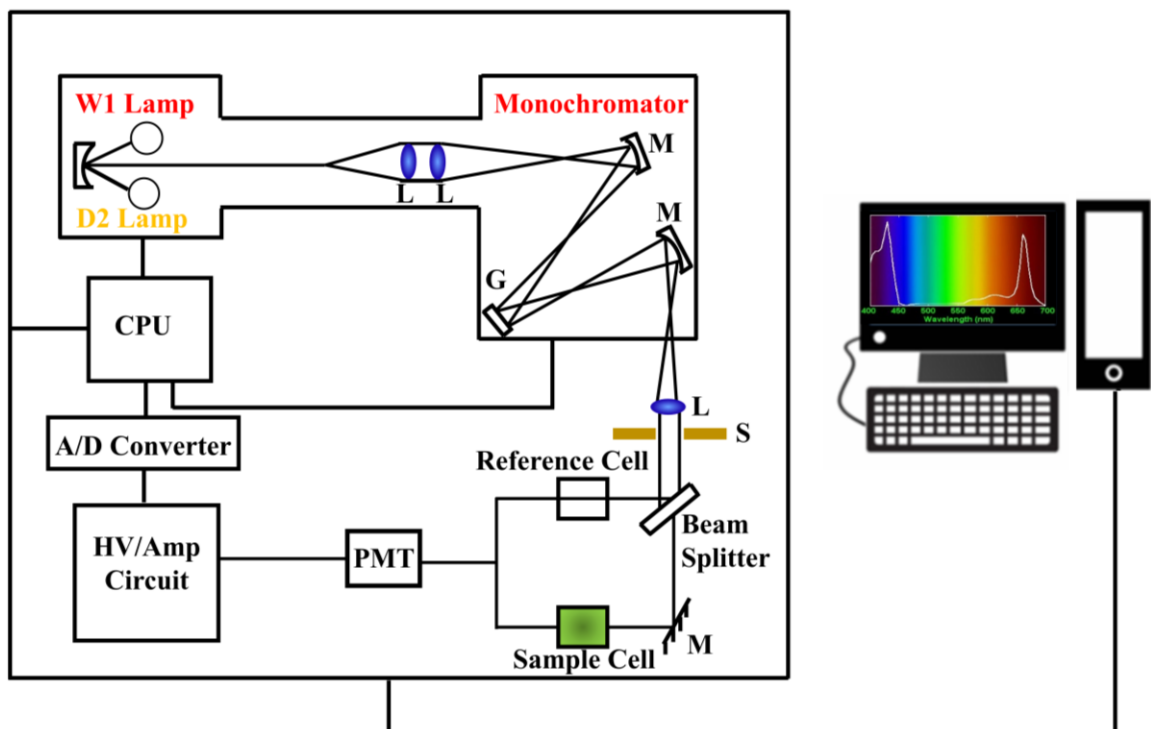 W1 Lamp
Monochromator
M
L L
D2 Lamp
M
G
CPU
L
S
A/D Converter
Reference Cell
HV/Amp
Circuit
PMT
Beam
Splitter
M
Sample Cell
400 450 500 550 600 650 700
Wavelength (nm)